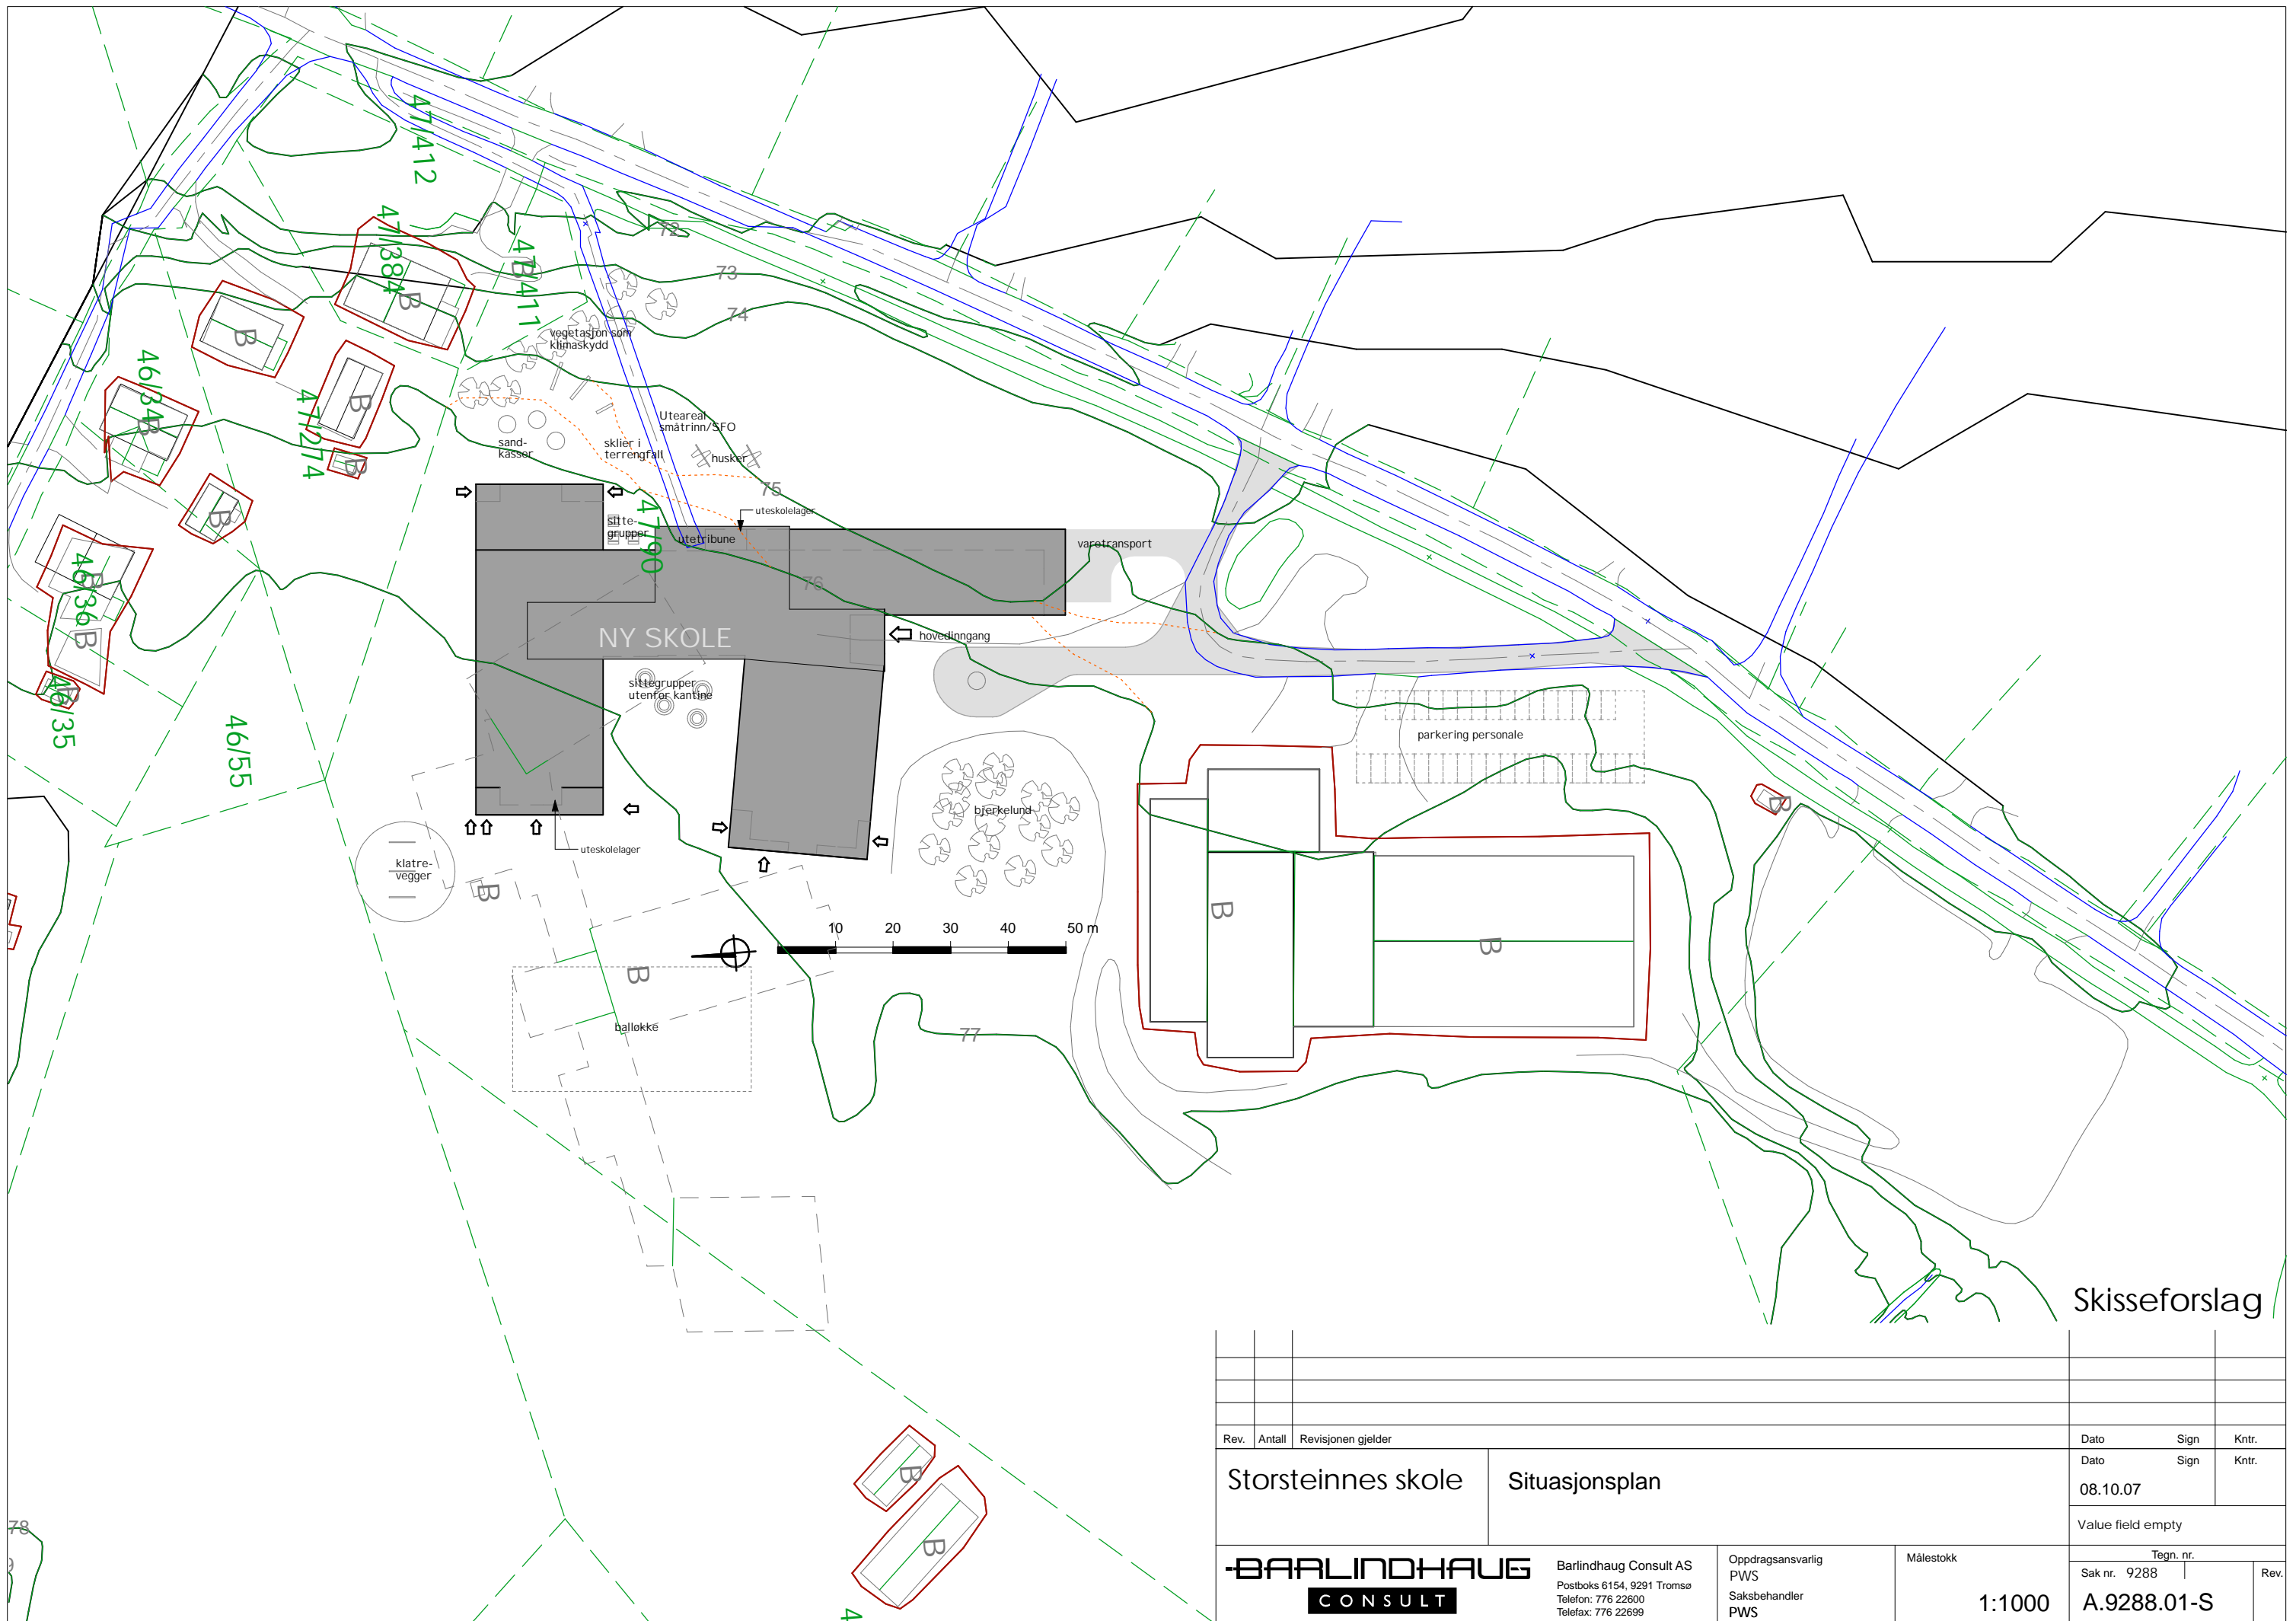 47/412
47/384
47/411
B
B
B
72
73
74
vegetasjon som
klimaskydd
46/34
B
47/2/74
B
B
B
Uteareal
småtrinn/SFO
sand-
kasser
sklier i
terrengfall
husker
75
uteskolelager
47/90
sitte-
grupper
utetribune
varetransport
76
46/36
B
B
NY SKOLE
hovedinngang
sittegrupper
utenfor kantine
46/35
B
46/55
parkering personale
bjerkelund
B
uteskolelager
klatre-
vegger
B
B
B
10 20 30 40 50 m
B
balløkke
77
Skisseforslag
78
B
B
4
Rev. Antall Revisjonen gjelder Dato Sign Kntr.
Storsteinnes skole
Situasjonsplan
Dato Sign Kntr.
08.10.07
Value field empty
BARLINDHAUG
CONSULT
Barlindhaug Consult AS
Postboks 6154, 9291 Tromsø
Telefon: 776 22600
Telefax: 776 22699
Oppdragsansvarlig
PWS
Saksbehandler
PWS
Målestokk
1:1000
Tegn. nr.
Sak nr. 9288
Rev.
A.9288.01-S